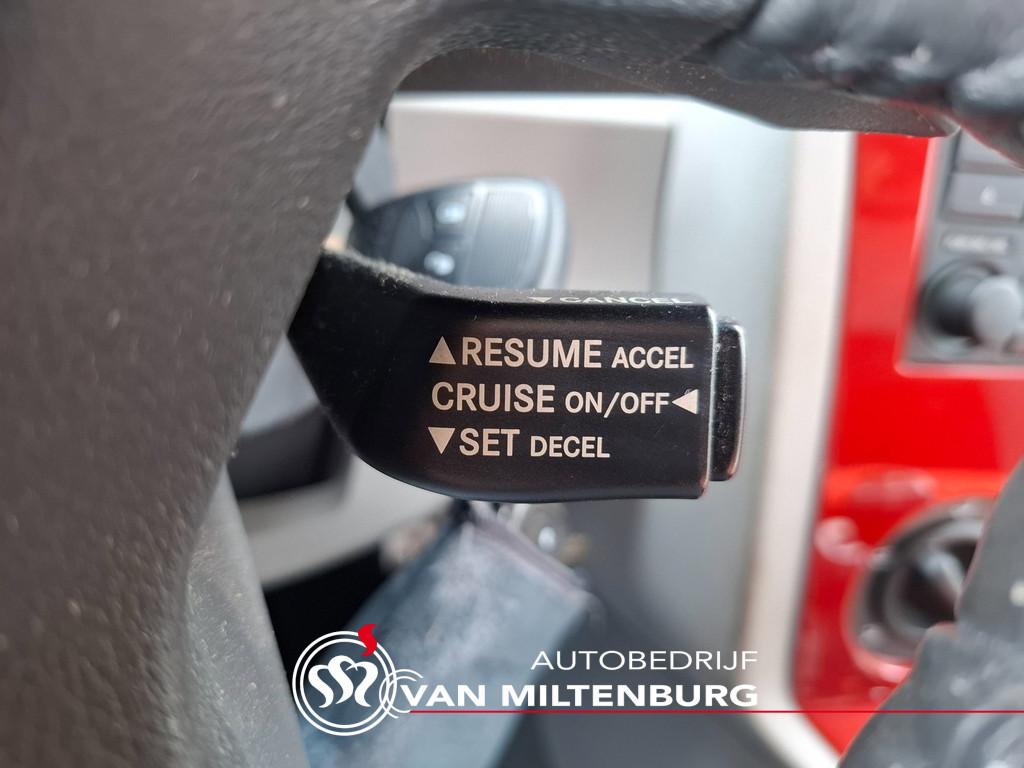 ▼ CANCEL
▲RESUME ACCEL
CRUISE ON/OFF◀
▼SET DECEL
AUTOBEDRIJF
VAN MILTENBURG